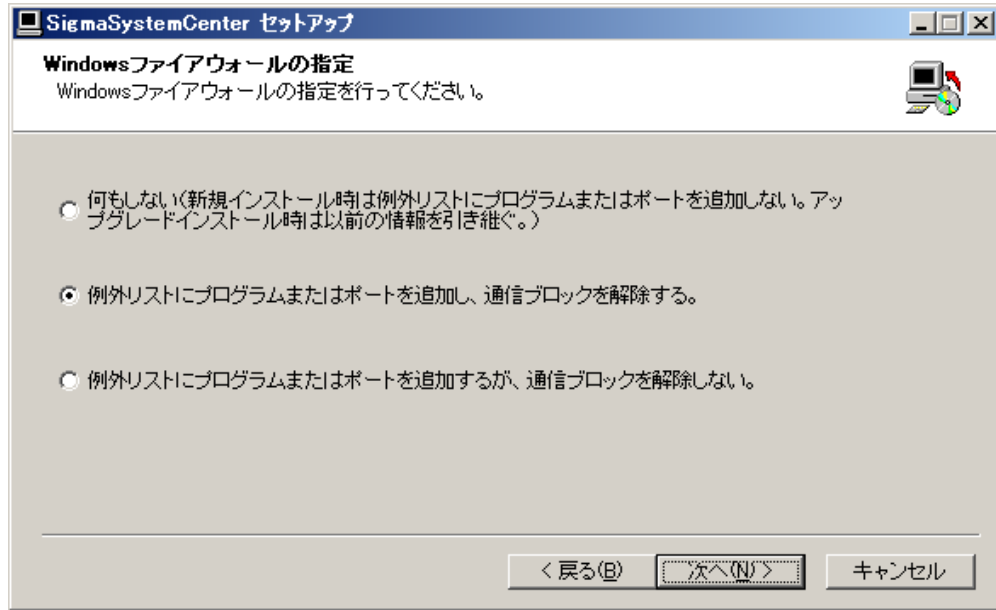 SigmaSystemCenter セットアップ
Windowsファイアウォールの指定
Windowsファイアウォールの指定を行ってください。
何もしない(新規インストール時は例外リストにプログラムまたはポートを追加しない。アッ
プグレードインストール時は以前の情報を引き継ぐ。)
例外リストにプログラムまたはポートを追加し、通信ブロックを解除する。
例外リストにプログラムまたはポートを追加するが、通信ブロックを解除しない。
< 戻る(B) 次へ(N) > キャンセル